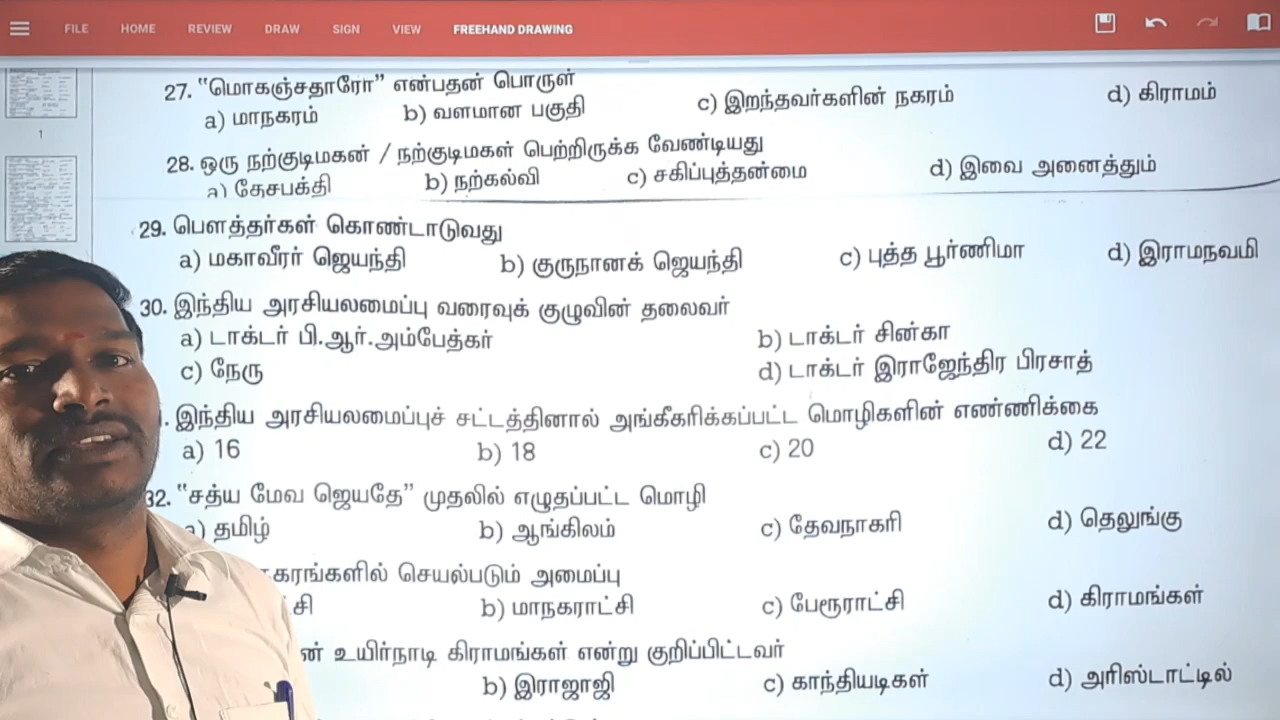 FILE HOME REVIEW DRAW SIGN VIEW FREEHAND DRAWING
27. “மொகஞ்சதாரோ” என்பதன் பொருள்
a) மாநகரம் b) வளமான பகுதி c) இறந்தவர்களின் நகரம் d) கிராமம்
28. ஒரு நற்குடிமகன் / நற்குடிமகள் பெற்றிருக்க வேண்டியது
a) தேசபக்தி b) நற்கல்வி c) சகிப்புத்தன்மை d) இவை அனைத்தும்
1
29. பௌத்தர்கள் கொண்டாடுவது
a) மகாவீரர் ஜெயந்தி b) குருநானக் ஜெயந்தி c) புத்த பூர்ணிமா d) இராமநவமி
30. இந்திய அரசியலமைப்பு வரைவுக் குழுவின் தலைவர்
a) டாக்டர் பி.ஆர்.அம்பேத்கர் b) டாக்டர் சின்கா
c) நேரு d) டாக்டர் இராஜேந்திர பிரசாத்
. இந்திய அரசியலமைப்புச் சட்டத்தினால் அங்கீகரிக்கப்பட்ட மொழிகளின் எண்ணிக்கை
a) 16 b) 18 c) 20 d) 22
32. “சத்ய மேவ ஜெயதே” முதலில் எழுதப்பட்ட மொழி
a) தமிழ் b) ஆங்கிலம் c) தேவநாகரி d) தெலுங்கு
கரங்களில் செயல்படும் அமைப்பு
சி b) மாநகராட்சி c) பேரூராட்சி d) கிராமங்கள்
ன் உயிர்நாடி கிராமங்கள் என்று குறிப்பிட்டவர்
b) இராஜாஜி c) காந்தியடிகள் d) அரிஸ்டாட்டில்